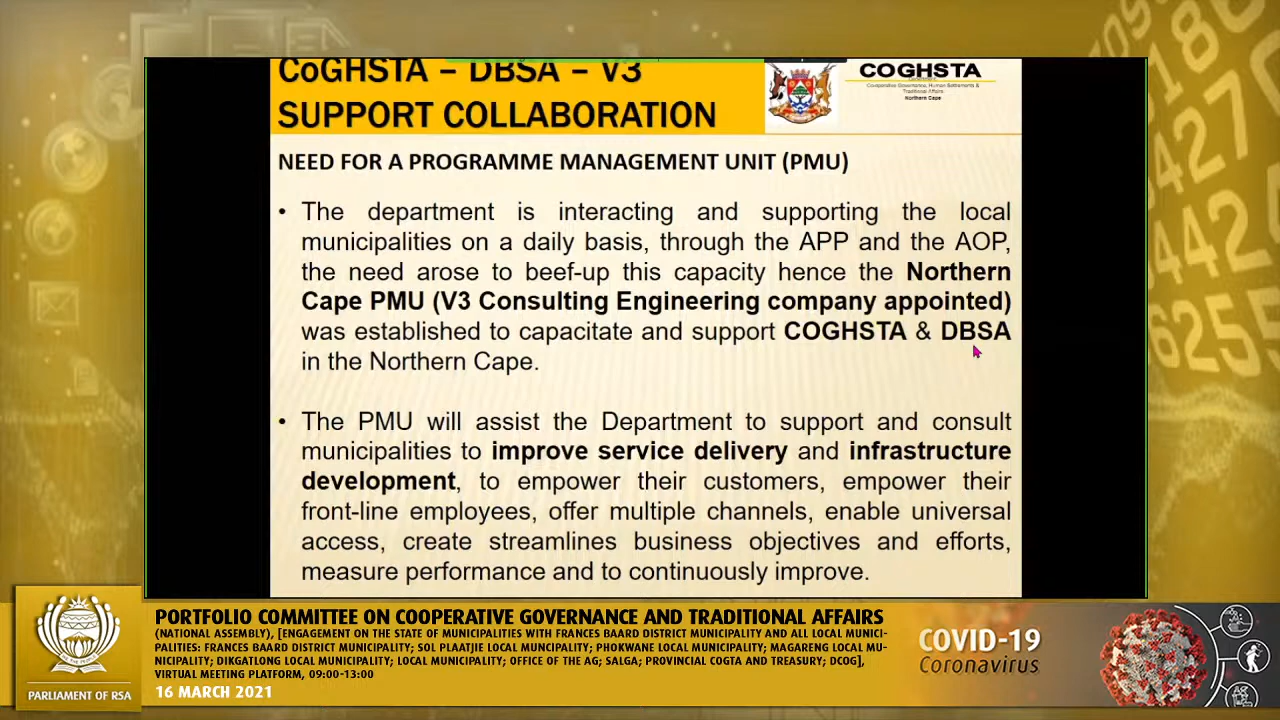 CoGHSTA – DBSA – V3
SUPPORT COLLABORATION
COGHSTA
Cooperative Governance, Human Settlements &
Traditional Affairs
Northern Cape
NEED FOR A PROGRAMME MANAGEMENT UNIT (PMU)
• The department is interacting and supporting the local
municipalities on a daily basis, through the APP and the AOP,
the need arose to beef-up this capacity hence the Northern
Cape PMU (V3 Consulting Engineering company appointed)
was established to capacitate and support COGHSTA & DBSA
in the Northern Cape.
• The PMU will assist the Department to support and consult
municipalities to improve service delivery and infrastructure
development, to empower their customers, empower their
front-line employees, offer multiple channels, enable universal
access, create streamlines business objectives and efforts,
measure performance and to continuously improve.
PARLIAMENT OF RSA
PORTFOLIO COMMITTEE ON COOPERATIVE GOVERNANCE AND TRADITIONAL AFFAIRS
(NATIONAL ASSEMBLY), [ENGAGEMENT ON THE STATE OF MUNICIPALITIES WITH FRANCES BAARD DISTRICT MUNICIPALITY AND ALL LOCAL MUNICI-
PALITIES: FRANCES BAARD DISTRICT MUNICIPALITY; SOL PLAATJIE LOCAL MUNCIPALITY; PHOKWANE LOCAL MUNICIPALITY; MAGARENG LOCAL MU-
NICIPALITY; DIKGATLONG LOCAL MUNICIPALITY; LOCAL MUNICIPALITY; OFFICE OF THE AG; SALGA; PROVINCIAL COGTA AND TREASURY; DCOG],
VIRTUAL MEETING PLATFORM, 09:00-13:00
16 MARCH 2021
COVID-19
Coronavirus